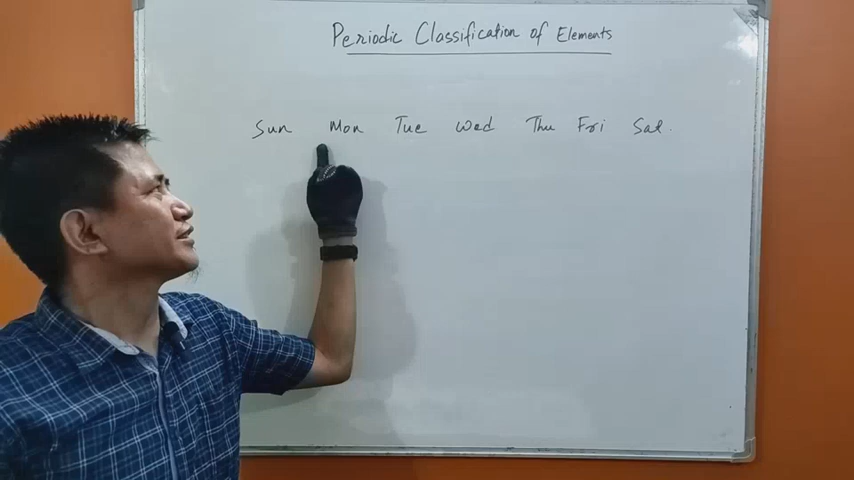 Periodic Classification of Elements
Sun Mon Tue Wed Thu Fri Sat.